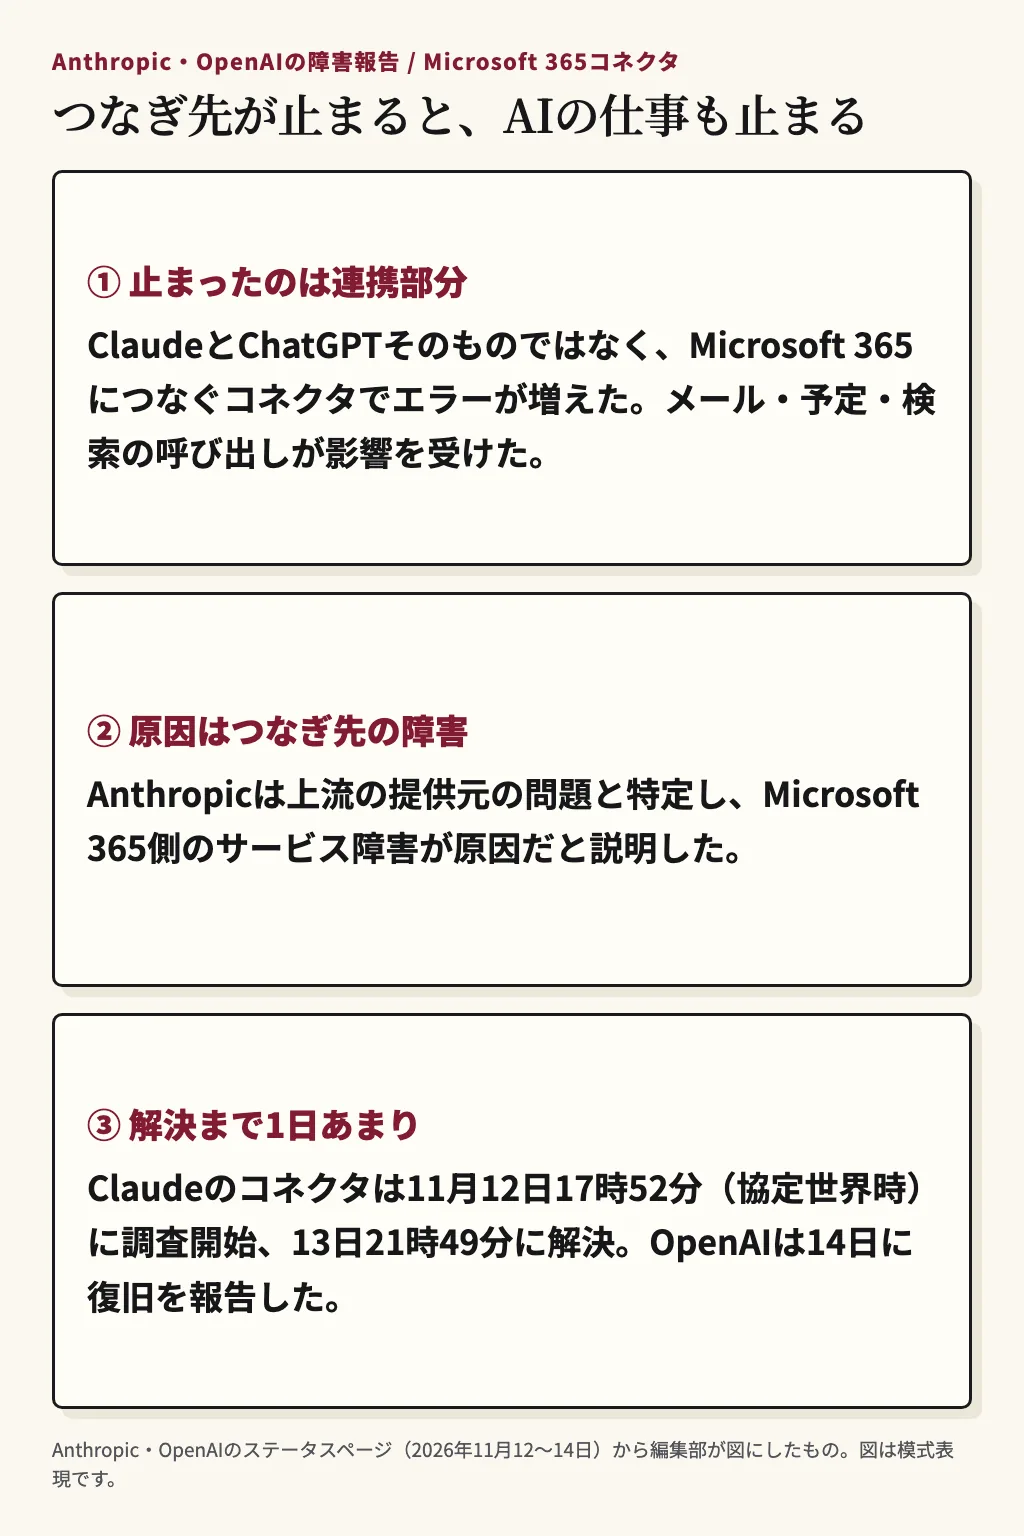 Anthropic・OpenAIの障害報告 / Microsoft 365コネクタ
つなぎ先が止まると、AIの仕事も止まる
① 止まったのは連携部分
ClaudeとChatGPTそのものではなく、Microsoft 365
につなぐコネクタでエラーが増えた。メール・予定・検
索の呼び出しが影響を受けた。
② 原因はつなぎ先の障害
Anthropicは上流の提供元の問題と特定し、Microsoft
365側のサービス障害が原因だと説明した。
③ 解決まで1日あまり
Claudeのコネクタは11月12日17時52分（協定世界時）
に調査開始、13日21時49分に解決。OpenAIは14日に
復旧を報告した。
Anthropic・OpenAIのステータスページ（2026年11月12〜14日）から編集部が図にしたもの。図は模式表
現です。